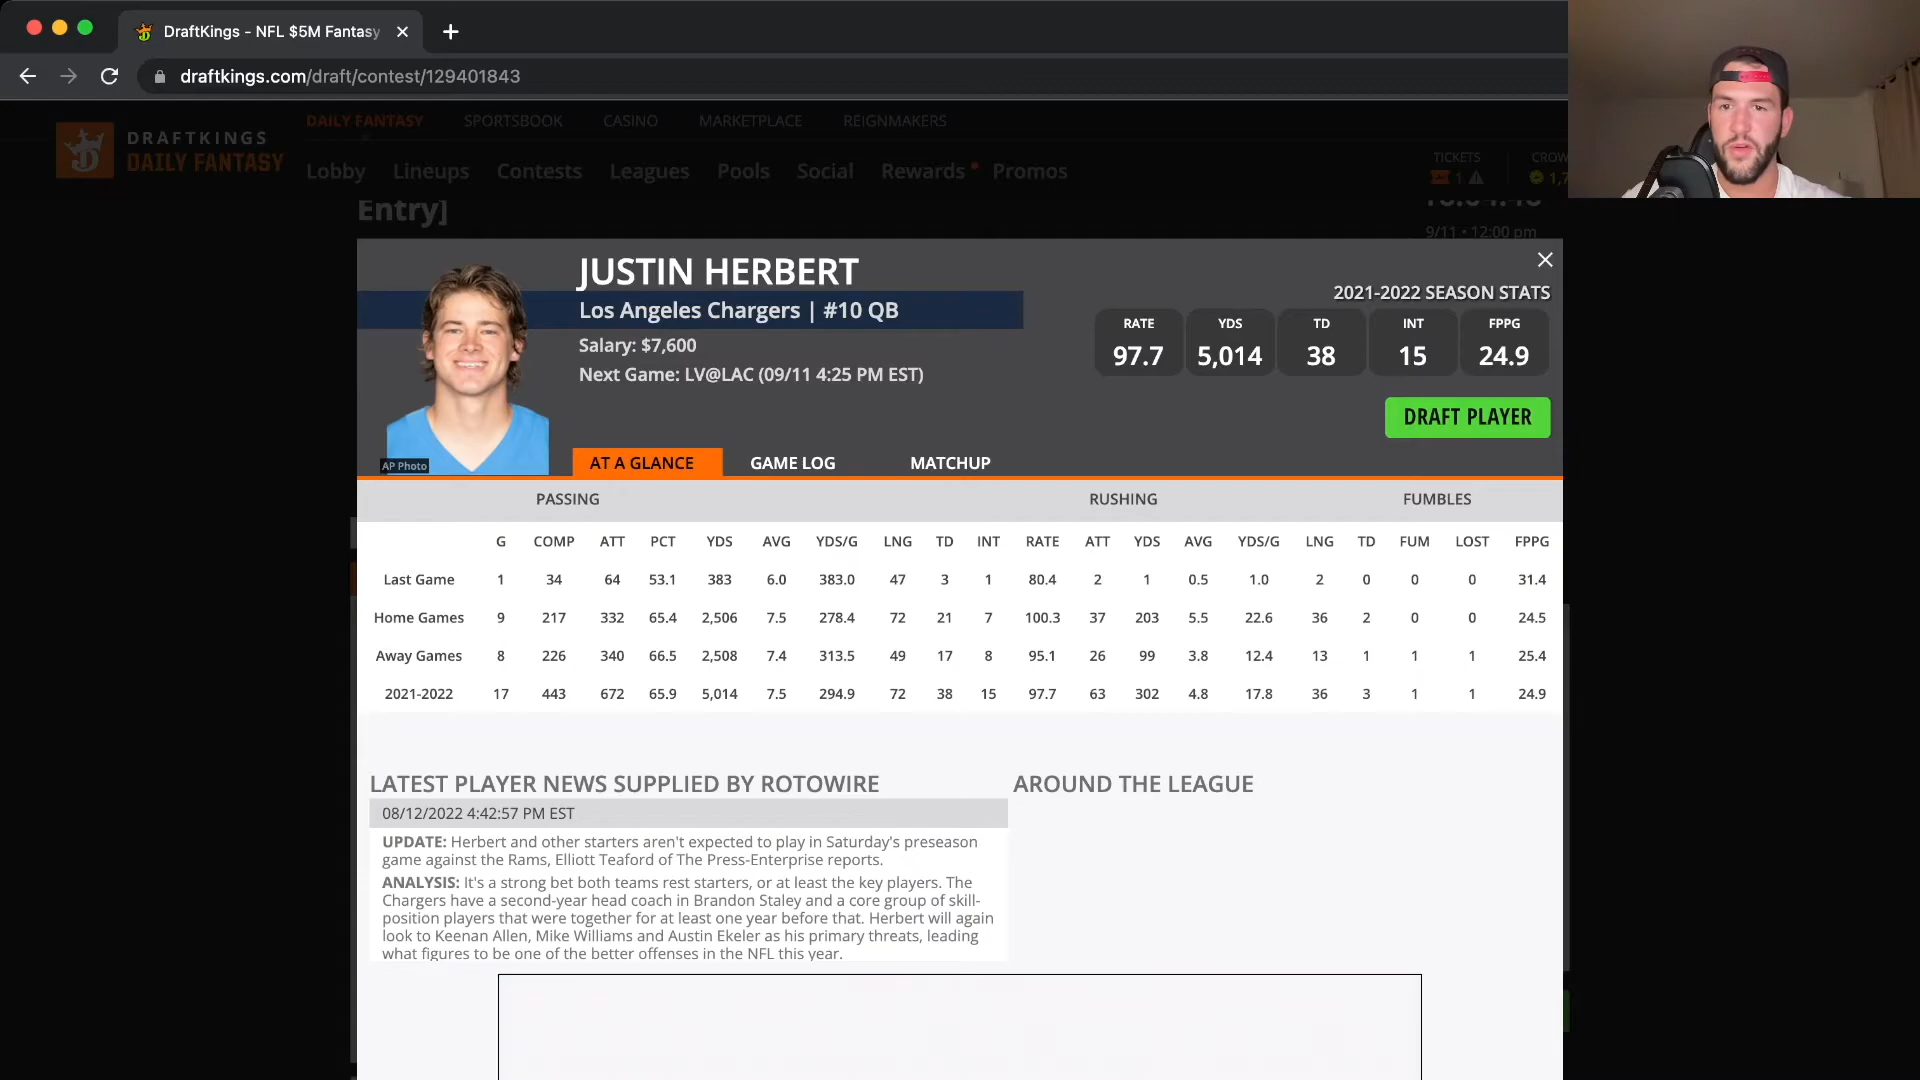 DraftKings - NFL $5M Fantasy
draftkings.com/draft/contest/129401843
DRAFTKINGS
DAILY FANTASY
DAILY FANTASY SPORTSBOOK CASINO MARKETPLACE REIGNMAKERS
Lobby Lineups Contests Leagues Pools Social Rewards Promos
TICKETS
1
CROW
1,7
Entry]
9/11 • 12:00 pm
JUSTIN HERBERT
Los Angeles Chargers | #10 QB
Salary: $7,600
Next Game: LV@LAC (09/11 4:25 PM EST)
AP Photo
2021-2022 SEASON STATS
RATE YDS TD INT FPPG
97.7 5,014 38 15 24.9
DRAFT PLAYER
AT A GLANCE GAME LOG MATCHUP
PASSING RUSHING FUMBLES
G COMP ATT PCT YDS AVG YDS/G LNG TD INT RATE ATT YDS AVG YDS/G LNG TD FUM LOST FPPG
Last Game 1 34 64 53.1 383 6.0 383.0 47 3 1 80.4 2 1 0.5 1.0 2 0 0 0 31.4
Home Games 9 217 332 65.4 2,506 7.5 278.4 72 21 7 100.3 37 203 5.5 22.6 36 2 0 0 24.5
Away Games 8 226 340 66.5 2,508 7.4 313.5 49 17 8 95.1 26 99 3.8 12.4 13 1 1 1 25.4
2021-2022 17 443 672 65.9 5,014 7.5 294.9 72 38 15 97.7 63 302 4.8 17.8 36 3 1 1 24.9
LATEST PLAYER NEWS SUPPLIED BY ROTOWIRE
08/12/2022 4:42:57 PM EST
UPDATE: Herbert and other starters aren't expected to play in Saturday's preseason
game against the Rams, Elliott Teaford of The Press-Enterprise reports.
ANALYSIS: It's a strong bet both teams rest starters, or at least the key players. The
Chargers have a second-year head coach in Brandon Staley and a core group of skill-
position players that were together for at least one year before that. Herbert will again
look to Keenan Allen, Mike Williams and Austin Ekeler as his primary threats, leading
what figures to be one of the better offenses in the NFL this year.
AROUND THE LEAGUE